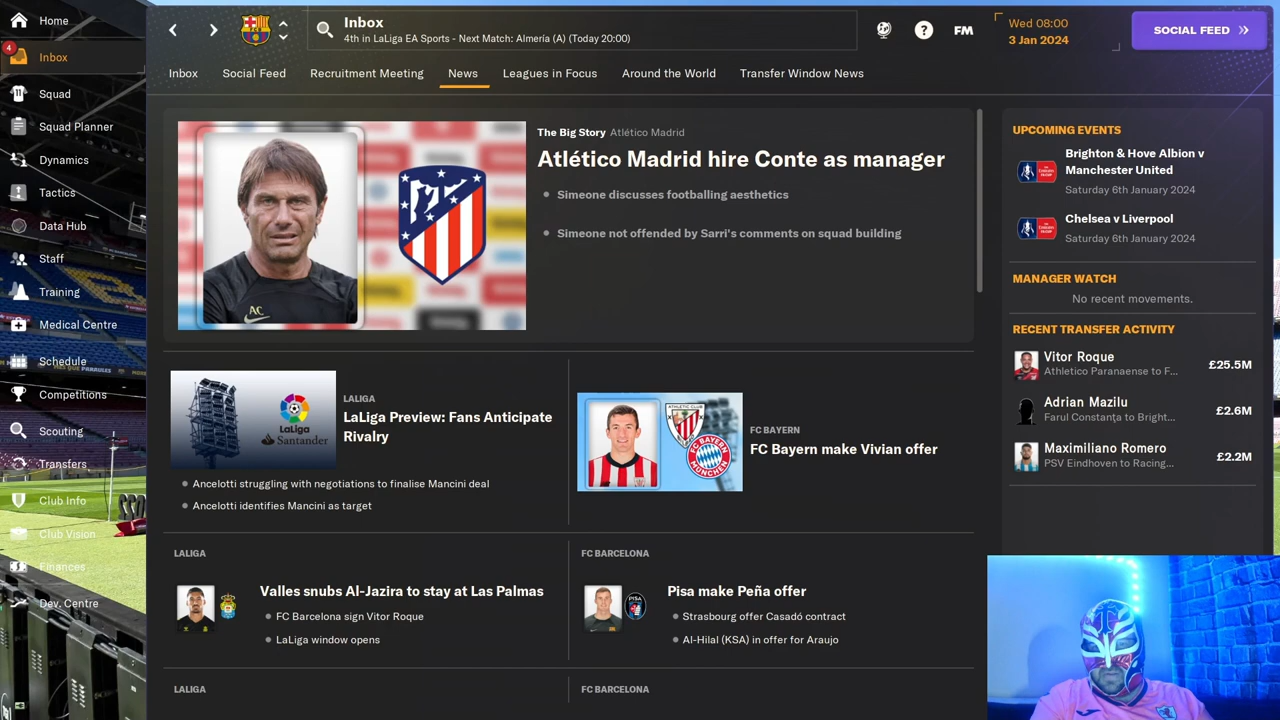 Home
4
Inbox
Squad
Squad Planner
Dynamics
Tactics
Data Hub
Staff
Training
Medical Centre
Schedule
Competitions
Scouting
Transfers
Club Info
Club Vision
Finances
Dev. Centre
Inbox
4th in LaLiga EA Sports - Next Match: Almería (A) (Today 20:00)
?
FM
Wed 08:00
3 Jan 2024
SOCIAL FEED
Inbox
Social Feed
Recruitment Meeting
News
Leagues in Focus
Around the World
Transfer Window News
AC
The Big Story Atlético Madrid
Atlético Madrid hire Conte as manager
Simeone discusses footballing aesthetics
Simeone not offended by Sarri's comments on squad building
LaLiga
Santander
LALIGA
LaLiga Preview: Fans Anticipate
Rivalry
Ancelotti struggling with negotiations to finalise Mancini deal
Ancelotti identifies Mancini as target
FC BAYERN
FC Bayern make Vivian offer
LALIGA
Valles snubs Al-Jazira to stay at Las Palmas
FC Barcelona sign Vitor Roque
LaLiga window opens
FC BARCELONA
Pisa make Peña offer
Strasbourg offer Casadó contract
Al-Hilal (KSA) in offer for Araujo
LALIGA
FC BARCELONA
UPCOMING EVENTS
Brighton & Hove Albion v
Manchester United
Saturday 6th January 2024
Chelsea v Liverpool
Saturday 6th January 2024
MANAGER WATCH
No recent movements.
RECENT TRANSFER ACTIVITY
Vitor Roque
Athletico Paranaense to F...
£25.5M
Adrian Mazilu
Farul Constanța to Bright...
£2.6M
Maximiliano Romero
PSV Eindhoven to Racing...
£2.2M